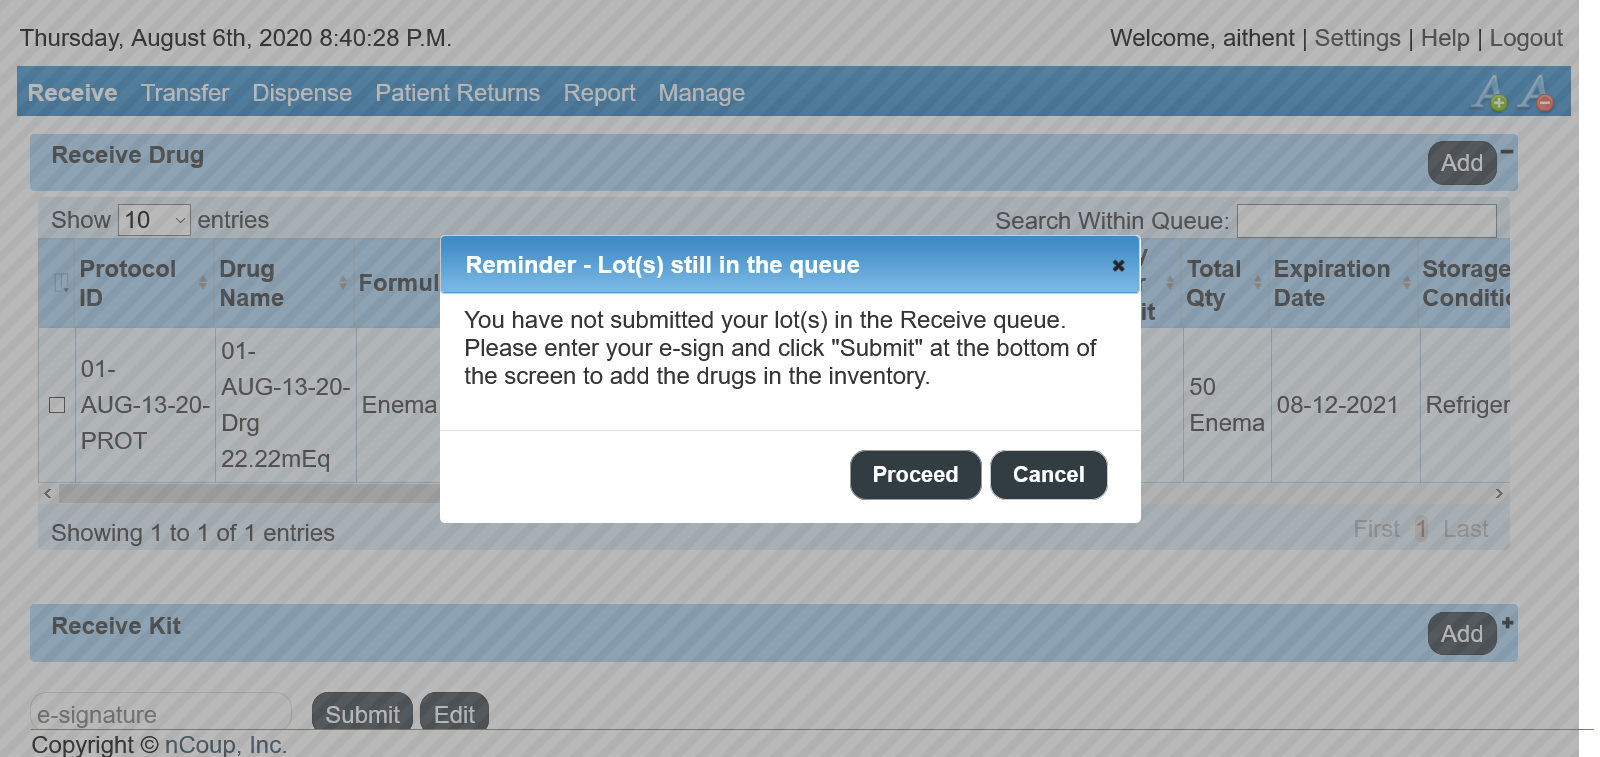 Thursday, August 6th, 2020 8:40:28 P.M.
Welcome, aithent | Settings | Help | Logout
Receive Transfer Dispense Patient Returns Report Manage
Receive Drug
Add
Show 10 entries
Search Within Queue:
Reminder - Lot(s) still in the queue
You have not submitted your lot(s) in the Receive queue.
Please enter your e-sign and click "Submit" at the bottom of
the screen to add the drugs in the inventory.
Proceed
Cancel
Protocol
ID
Drug
Name
Formul
Total
Qty
Expiration
Date
Storage
Conditio
01-
AUG-13-20-
PROT
01-
AUG-13-20-
Drg
22.22mEq
Enema
50
Enema
08-12-2021
Refriger
Showing 1 to 1 of 1 entries
First 1 Last
Receive Kit
Add
e-signature
Submit
Edit
Copyright © nCoup, Inc.